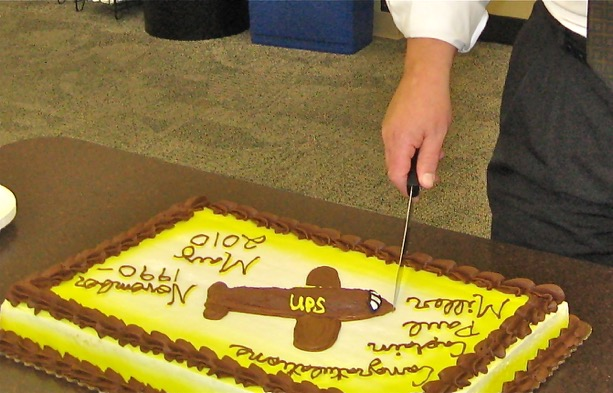 Congratulations
Captain
Paul
Miller
ups
November
1990 -
May
2010